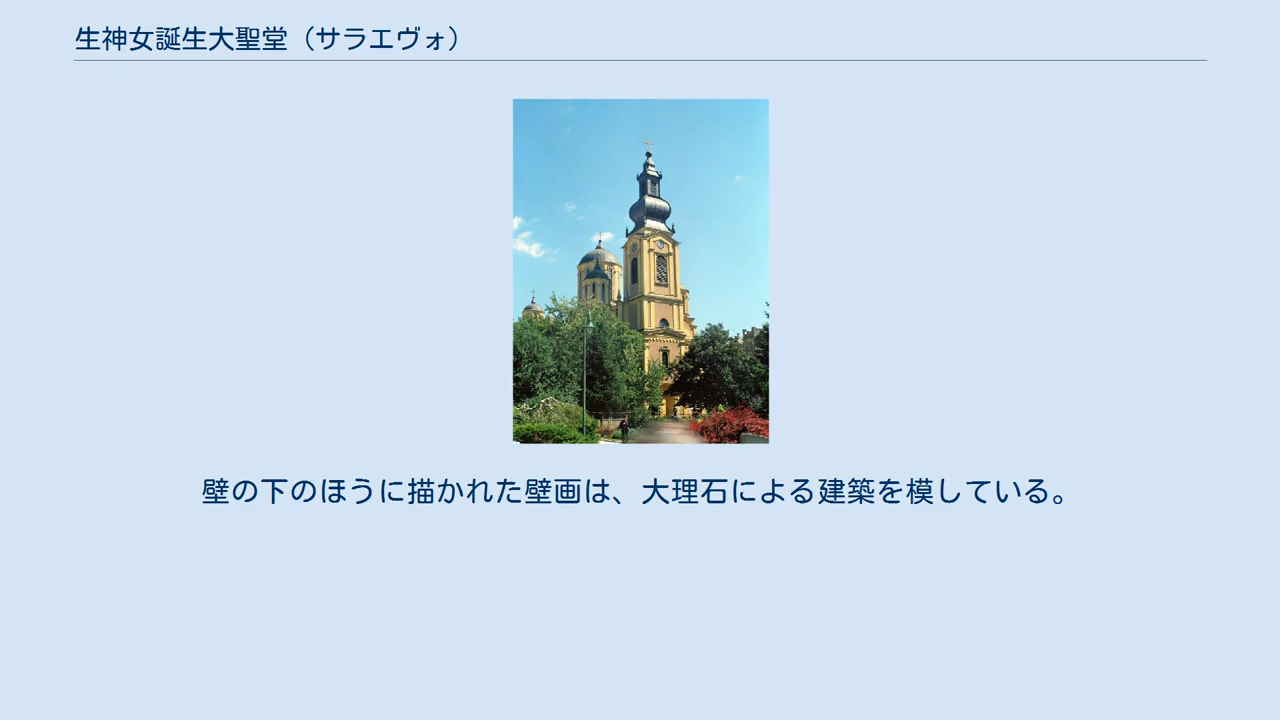 生神女誕生大聖堂（サラエヴォ）
壁の下のほうに描かれた壁画は、大理石による建築を模している。